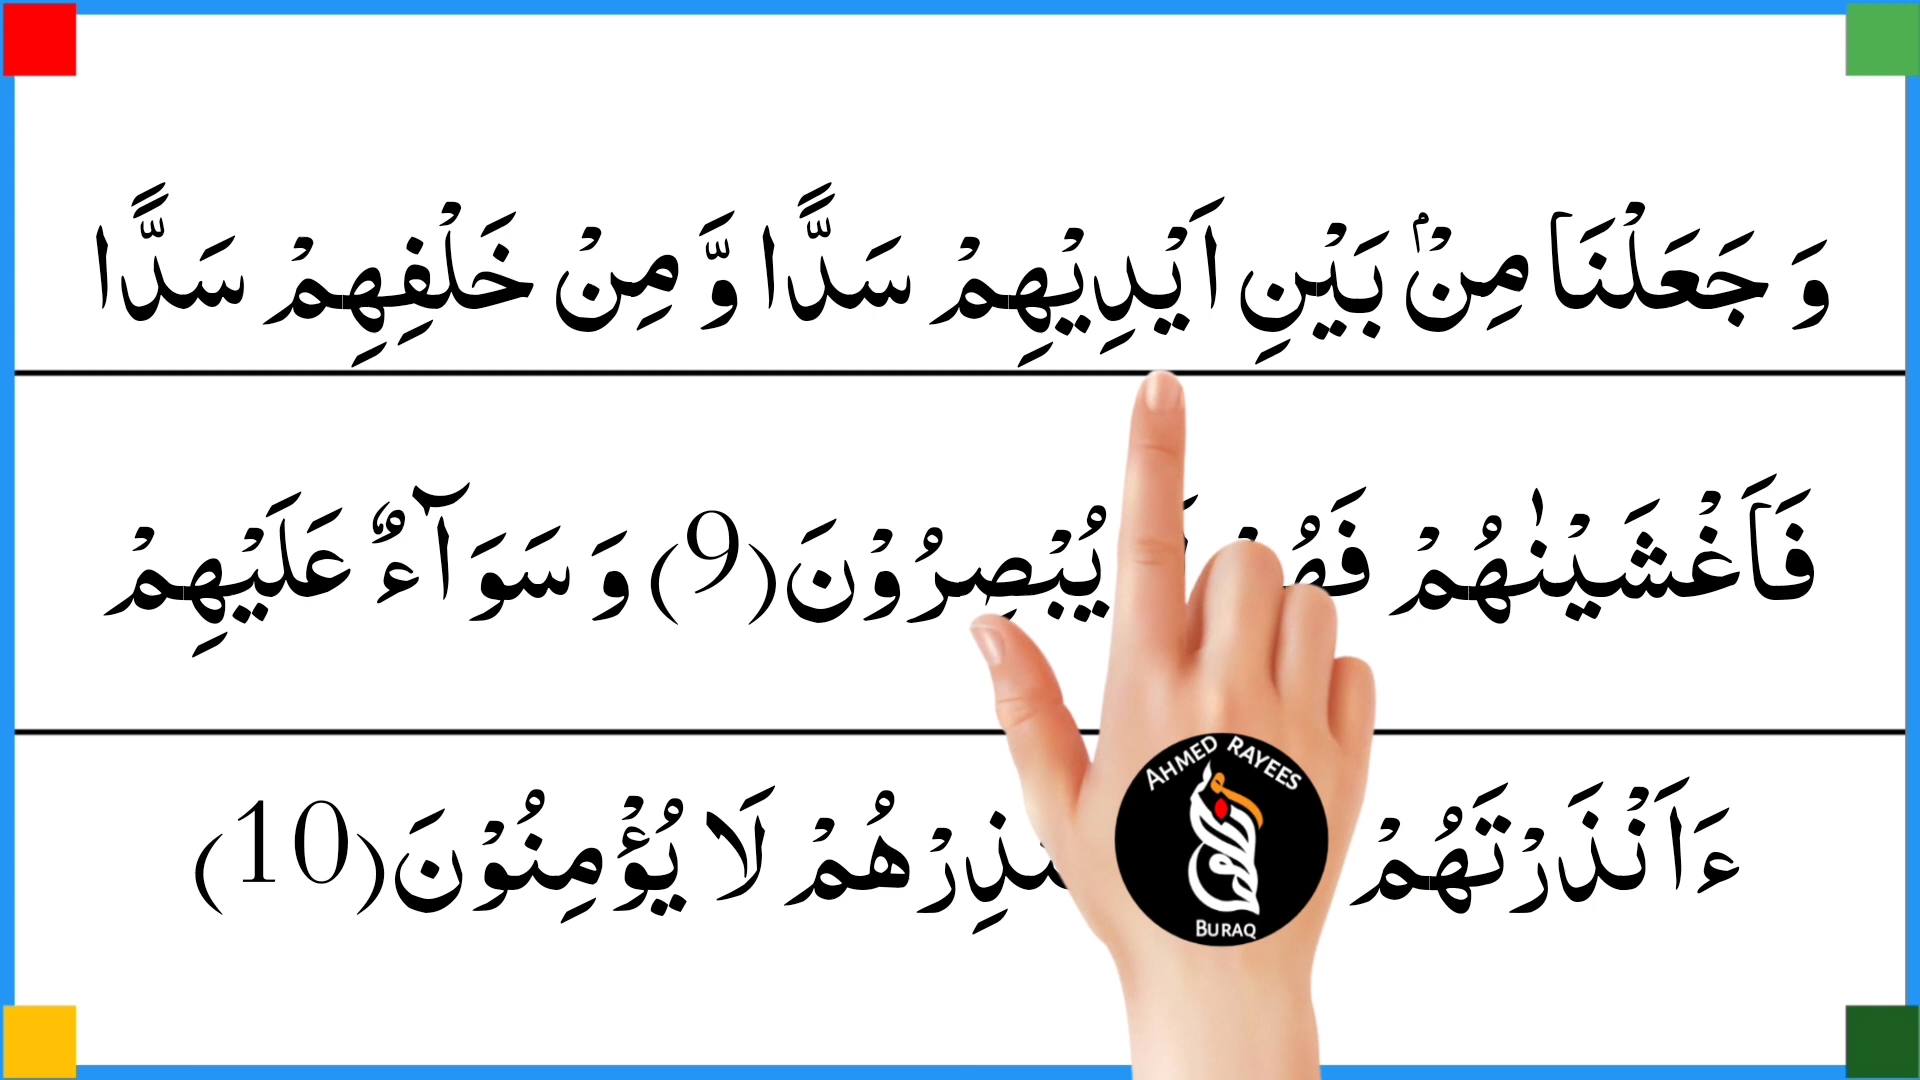 وَ جَعَلْنَا مِنْۢ بَیْنِ اَیْدِیْهِمْ سَدًّا وَّ مِنْ خَلْفِهِمْ سَدًّا
فَاَغْشَیْنٰهُمْ یُبْصِرُوْنَ(9) وَ سَوَآءٌ عَلَیْهِمْ
ءَاَنْذَرْتَهُمْ لَا یُؤْمِنُوْنَ(10)
AHMED RAYEES
BURAQ